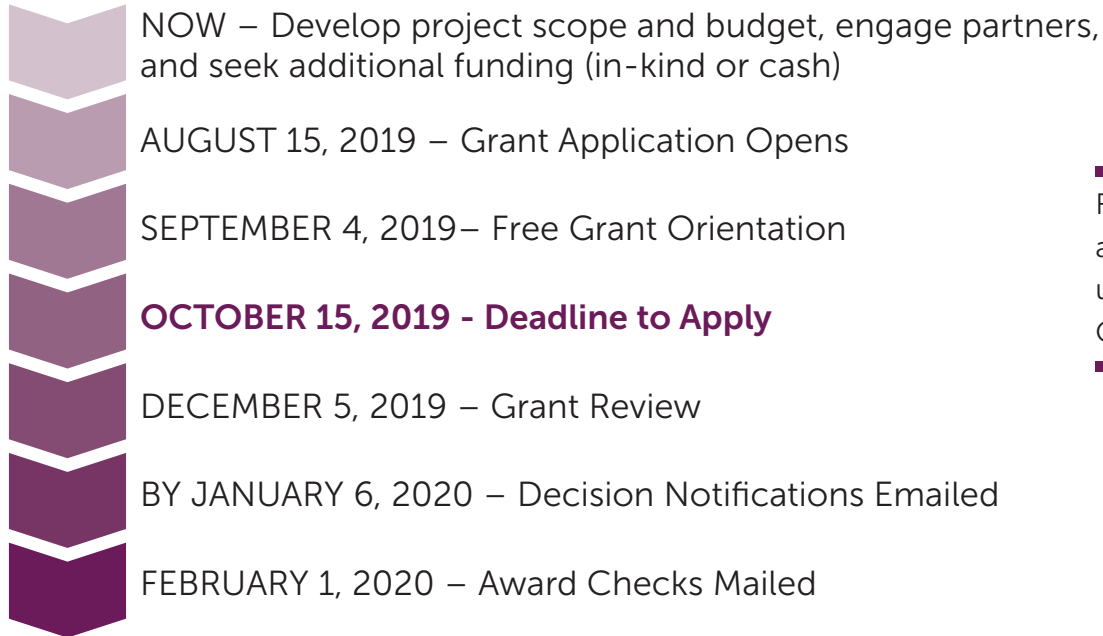 NOW – Develop project scope and budget, engage partners,
and seek additional funding (in-kind or cash)
AUGUST 15, 2019 – Grant Application Opens
SEPTEMBER 4, 2019– Free Grant Orientation
OCTOBER 15, 2019 - Deadline to Apply
DECEMBER 5, 2019 – Grant Review
BY JANUARY 6, 2020 – Decision Notifications Emailed
FEBRUARY 1, 2020 – Award Checks Mailed